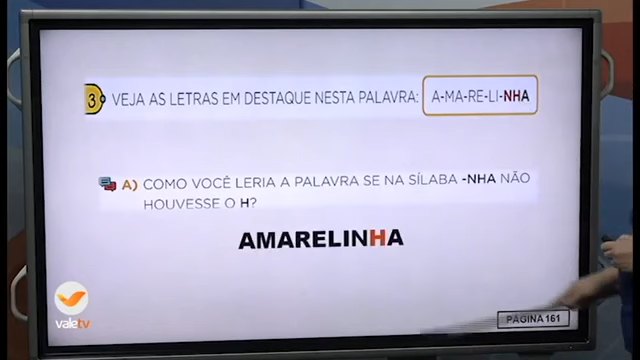 3 VEJA AS LETRAS EM DESTAQUE NESTA PALAVRA: A-MA-RE-LI-NHA
A) COMO VOCÊ LERIA A PALAVRA SE NA SÍLABA -NHA NÃO
HOUVESSE O H?
AMARELINHA
valetv
PÁGINA 161